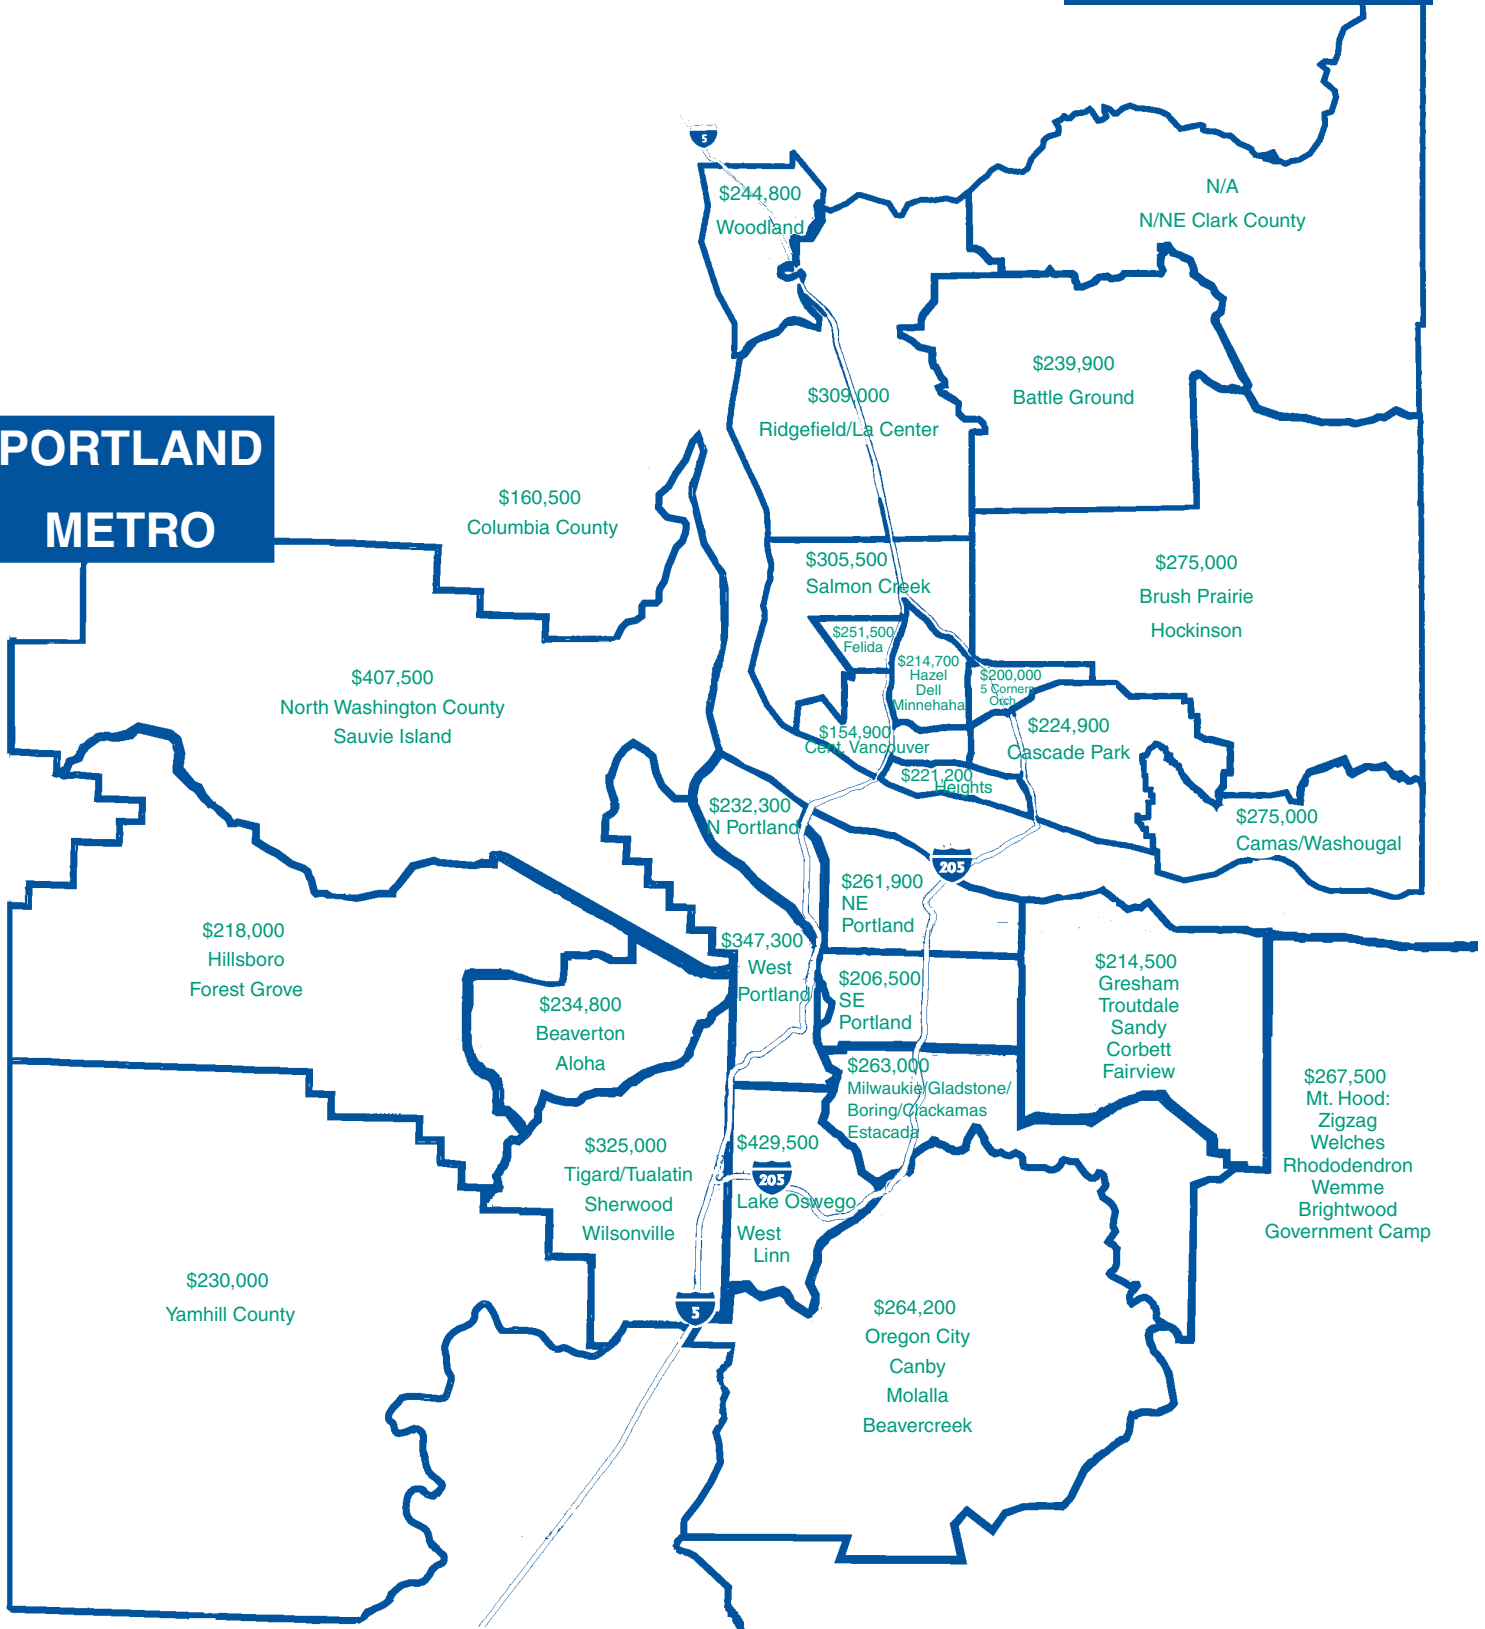 5
$244,800
Woodland
N/A
N/NE Clark County
$239,900
Battle Ground
$309,000
Ridgefield/La Center
PORTLAND
METRO
$160,500
Columbia County
$305,500
Salmon Creek
$275,000
Brush Prairie
Hockinson
$251,500
Felida
$214,700
Hazel
Dell
Minnehaha
$200,000
5 Corners
Orch
$407,500
North Washington County
Sauvie Island
$154,900
Cent. Vancouver
$224,900
Cascade Park
$221,200
Heights
$232,300
N Portland
$275,000
Camas/Washougal
205
$261,900
NE
Portland
$218,000
Hillsboro
Forest Grove
$347,300
West
Portland
$206,500
SE
Portland
$214,500
Gresham
Troutdale
Sandy
Corbett
Fairview
$234,800
Beaverton
Aloha
$263,000
Milwaukie/Gladstone/
Boring/Clackamas
Estacada
$267,500
Mt. Hood:
Zigzag
Welches
Rhododendron
Wemme
Brightwood
Government Camp
$325,000
Tigard/Tualatin
Sherwood
Wilsonville
$429,500
205
Lake Oswego
West
Linn
$230,000
Yamhill County
5
$264,200
Oregon City
Canby
Molalla
Beavercreek